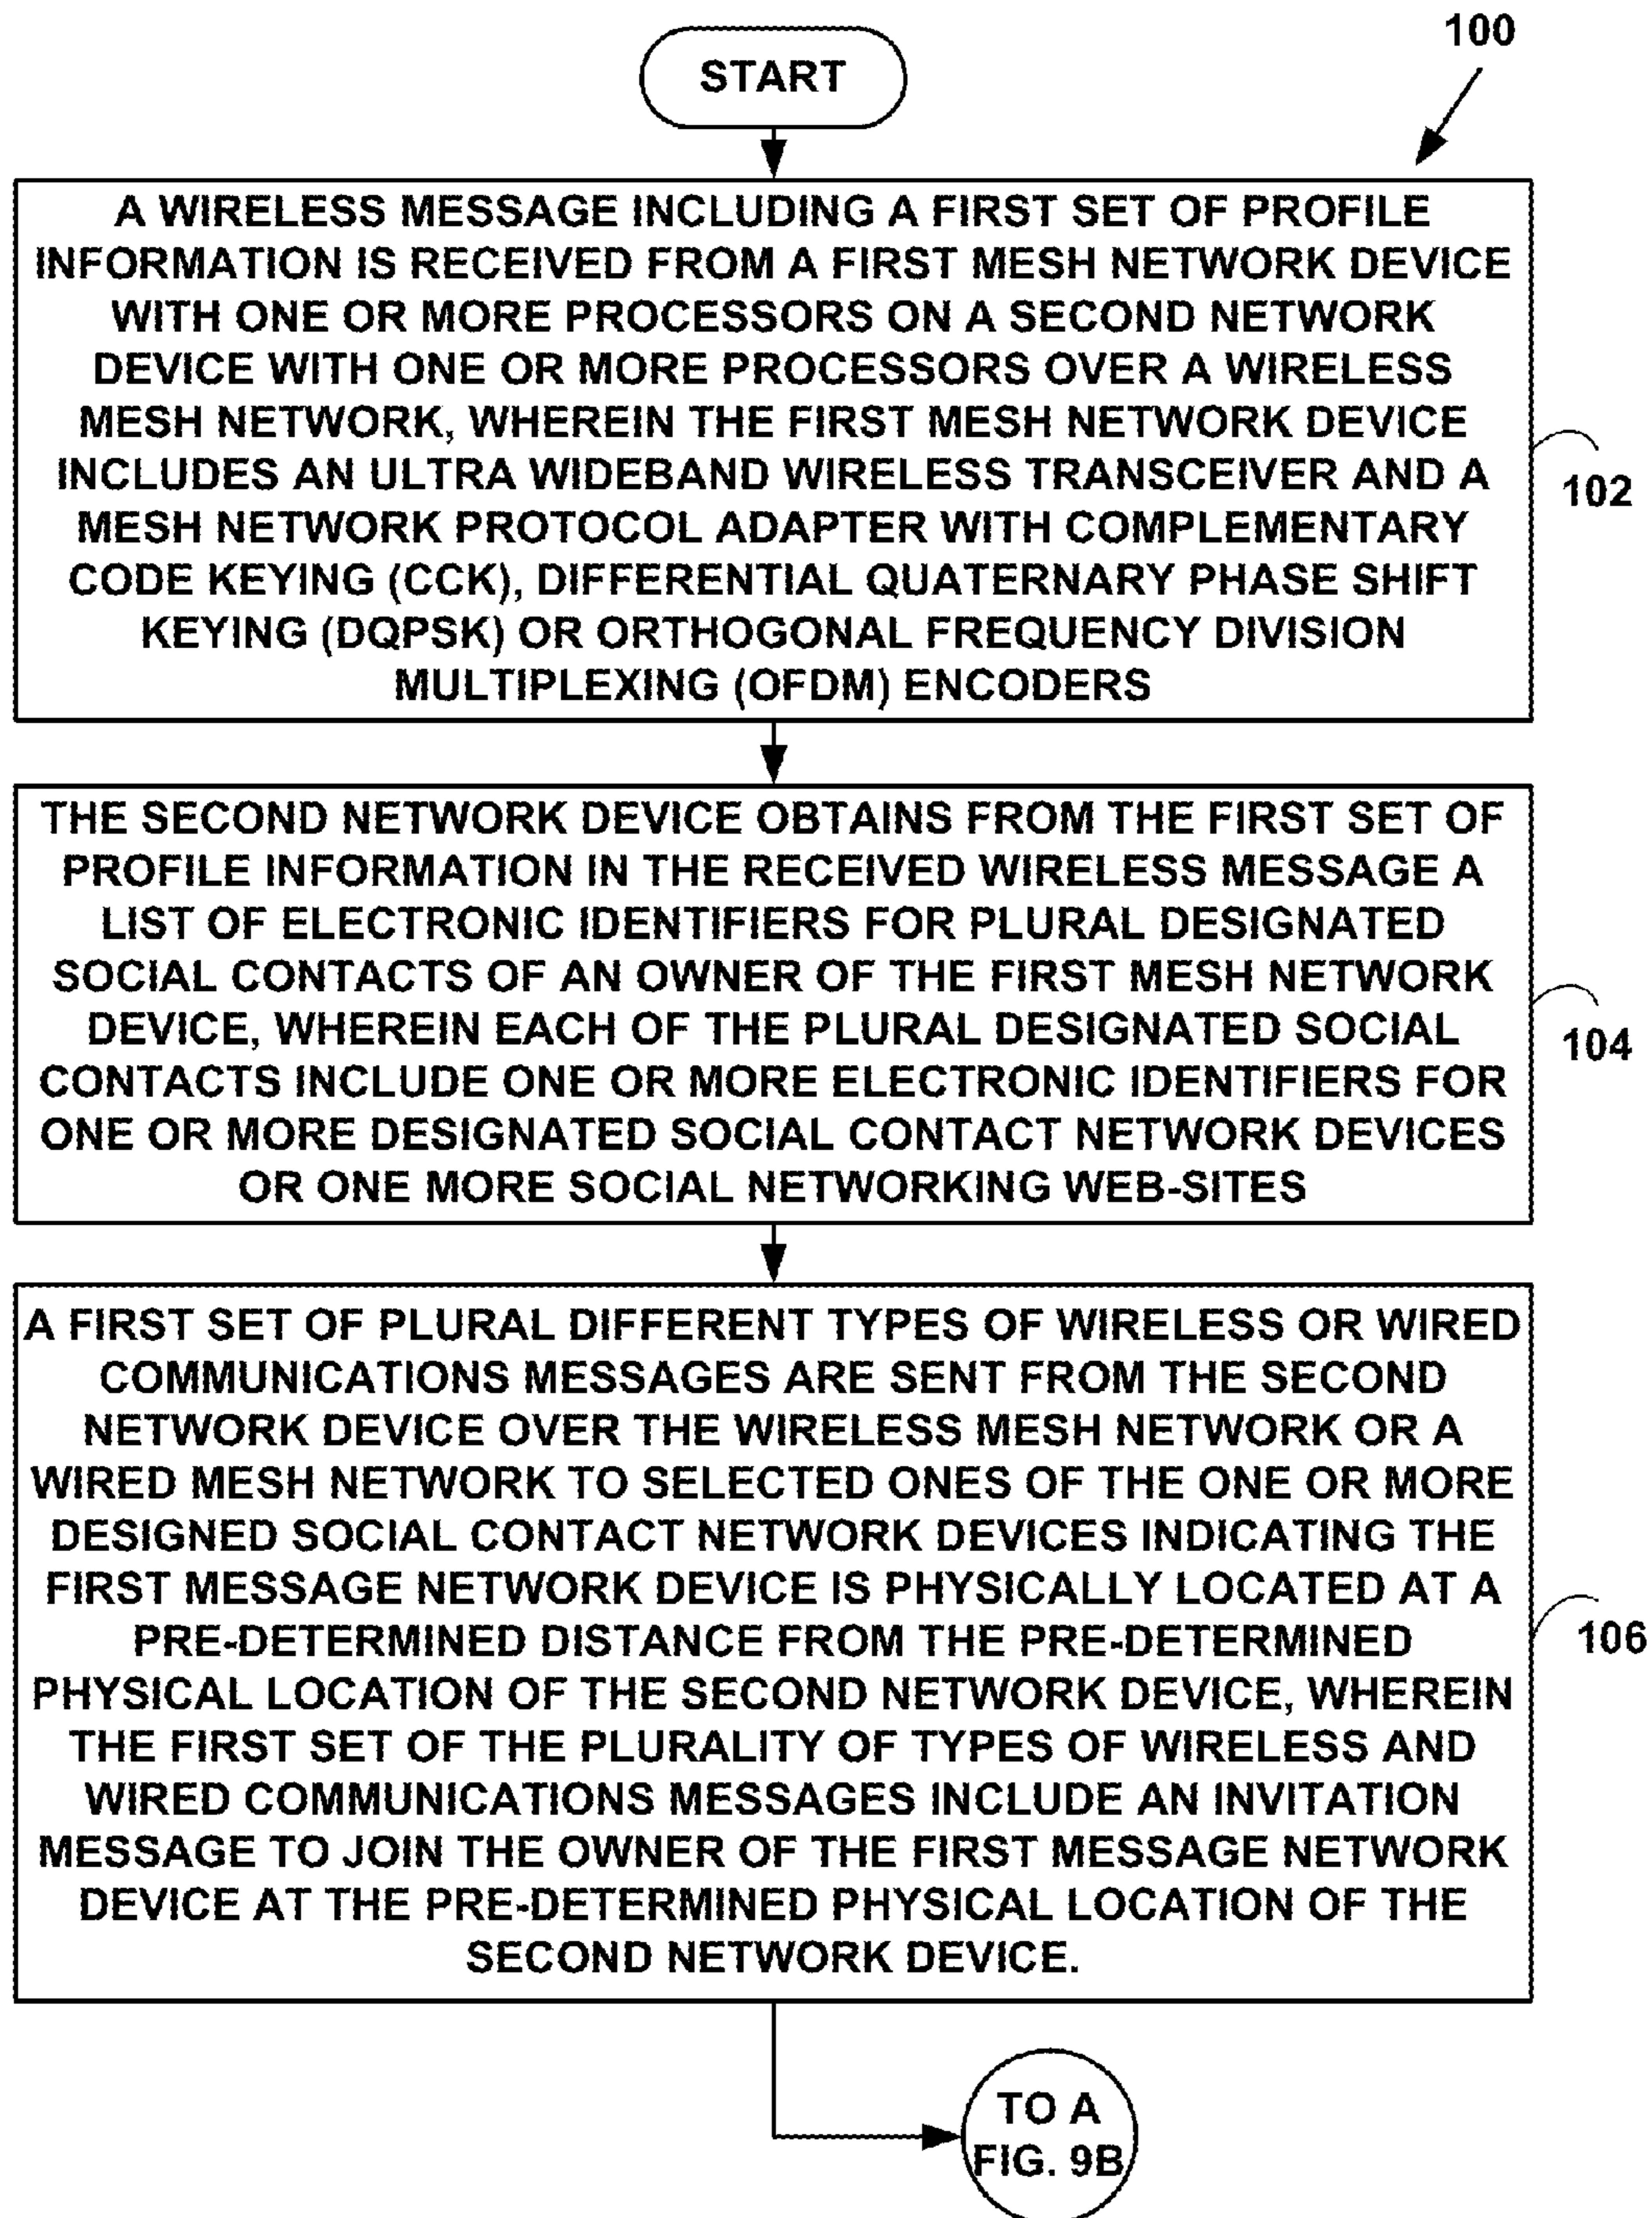 100
START
A WIRELESS MESSAGE INCLUDING A FIRST SET OF PROFILE
INFORMATION IS RECEIVED FROM A FIRST MESH NETWORK DEVICE
WITH ONE OR MORE PROCESSORS ON A SECOND NETWORK
DEVICE WITH ONE OR MORE PROCESSORS OVER A WIRELESS
MESH NETWORK, WHEREIN THE FIRST MESH NETWORK DEVICE
INCLUDES AN ULTRA WIDEBAND WIRELESS TRANSCEIVER AND A
MESH NETWORK PROTOCOL ADAPTER WITH COMPLEMENTARY
CODE KEYING (CCK), DIFFERENTIAL QUATERNARY PHASE SHIFT
KEYING (DQPSK) OR ORTHOGONAL FREQUENCY DIVISION
MULTIPLEXING (OFDM) ENCODERS
102
THE SECOND NETWORK DEVICE OBTAINS FROM THE FIRST SET OF
PROFILE INFORMATION IN THE RECEIVED WIRELESS MESSAGE A
LIST OF ELECTRONIC IDENTIFIERS FOR PLURAL DESIGNATED
SOCIAL CONTACTS OF AN OWNER OF THE FIRST MESH NETWORK
DEVICE, WHEREIN EACH OF THE PLURAL DESIGNATED SOCIAL
CONTACTS INCLUDE ONE OR MORE ELECTRONIC IDENTIFIERS FOR
ONE OR MORE DESIGNATED SOCIAL CONTACT NETWORK DEVICES
OR ONE MORE SOCIAL NETWORKING WEB-SITES
104
A FIRST SET OF PLURAL DIFFERENT TYPES OF WIRELESS OR WIRED
COMMUNICATIONS MESSAGES ARE SENT FROM THE SECOND
NETWORK DEVICE OVER THE WIRELESS MESH NETWORK OR A
WIRED MESH NETWORK TO SELECTED ONES OF THE ONE OR MORE
DESIGNED SOCIAL CONTACT NETWORK DEVICES INDICATING THE
FIRST MESSAGE NETWORK DEVICE IS PHYSICALLY LOCATED AT A
PRE-DETERMINED DISTANCE FROM THE PRE-DETERMINED
PHYSICAL LOCATION OF THE SECOND NETWORK DEVICE, WHEREIN
THE FIRST SET OF THE PLURALITY OF TYPES OF WIRELESS AND
WIRED COMMUNICATIONS MESSAGES INCLUDE AN INVITATION
MESSAGE TO JOIN THE OWNER OF THE FIRST MESSAGE NETWORK
DEVICE AT THE PRE-DETERMINED PHYSICAL LOCATION OF THE
SECOND NETWORK DEVICE.
106
TO A
FIG. 9B